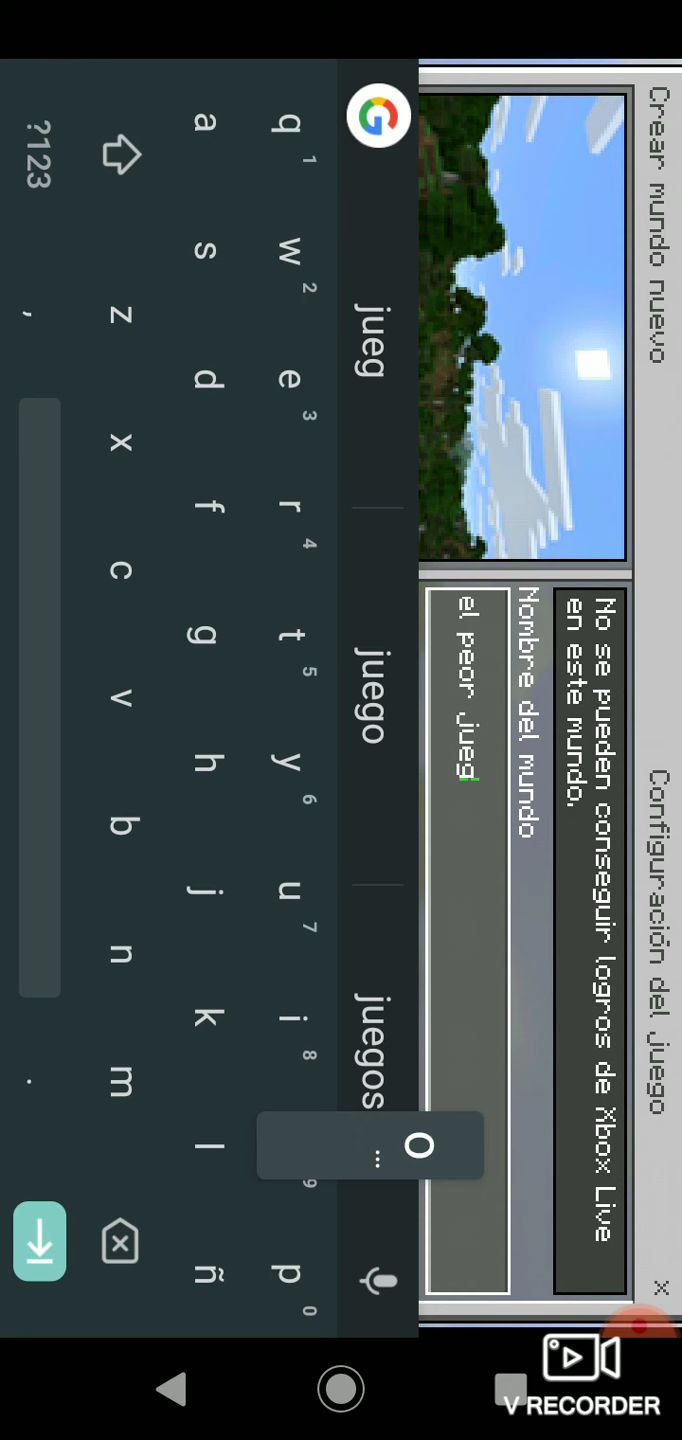 Crear mundo nuevo
Configuración del juego
x
No se pueden conseguir logros de Xbox Live
en este mundo.
Nombre del mundo
el peor jueg
jueg
juego
juegos
O
...
q 1 w 2 e 3 r 4 t 5 y 6 u 7 i 8 9 p 0
a s d f g h j k l ñ
z x c v b n m
?123 , .
V RECORDER